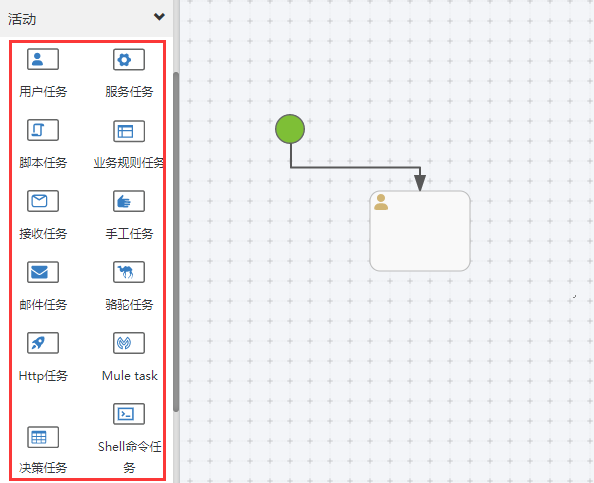 活动
用户任务
服务任务
脚本任务
业务规则任务
接收任务
手工任务
邮件任务
骆驼任务
Http任务
Mule task
决策任务
Shell命令任
务